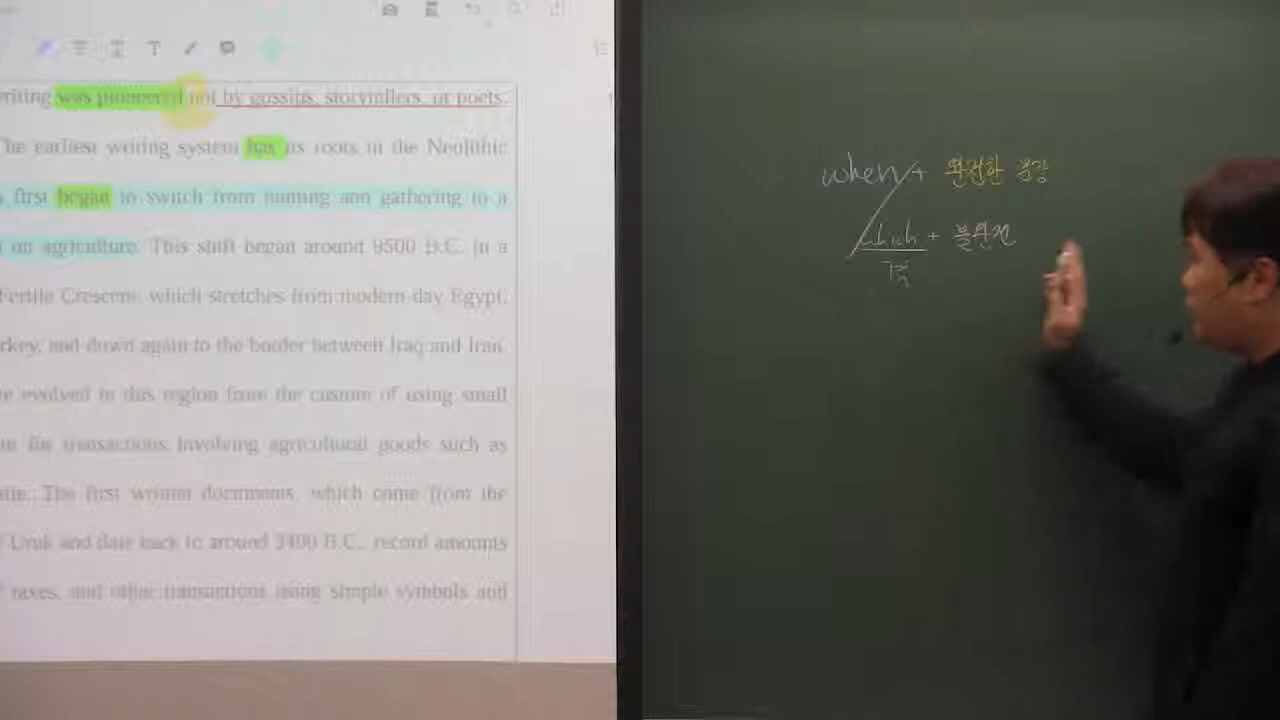 was pioneered not by gossips, storytellers, or poets.
The earliest writing system has its roots in the Neolithic
first began to switch from hunting and gathering to a
on agriculture. This shift began around 9500 B.C. in a
Fertile Crescent, which stretches from modern-day Egypt,
and down again to the border between Iraq and Iran.
evolved in this region from the custom of using small
for transactions involving agricultural goods such as
The first written documents, which come from the
Uruk and date back to around 3400 B.C., record amounts
taxes, and other transactions using simple symbols and
when + 완전한 문장
which + 불완전